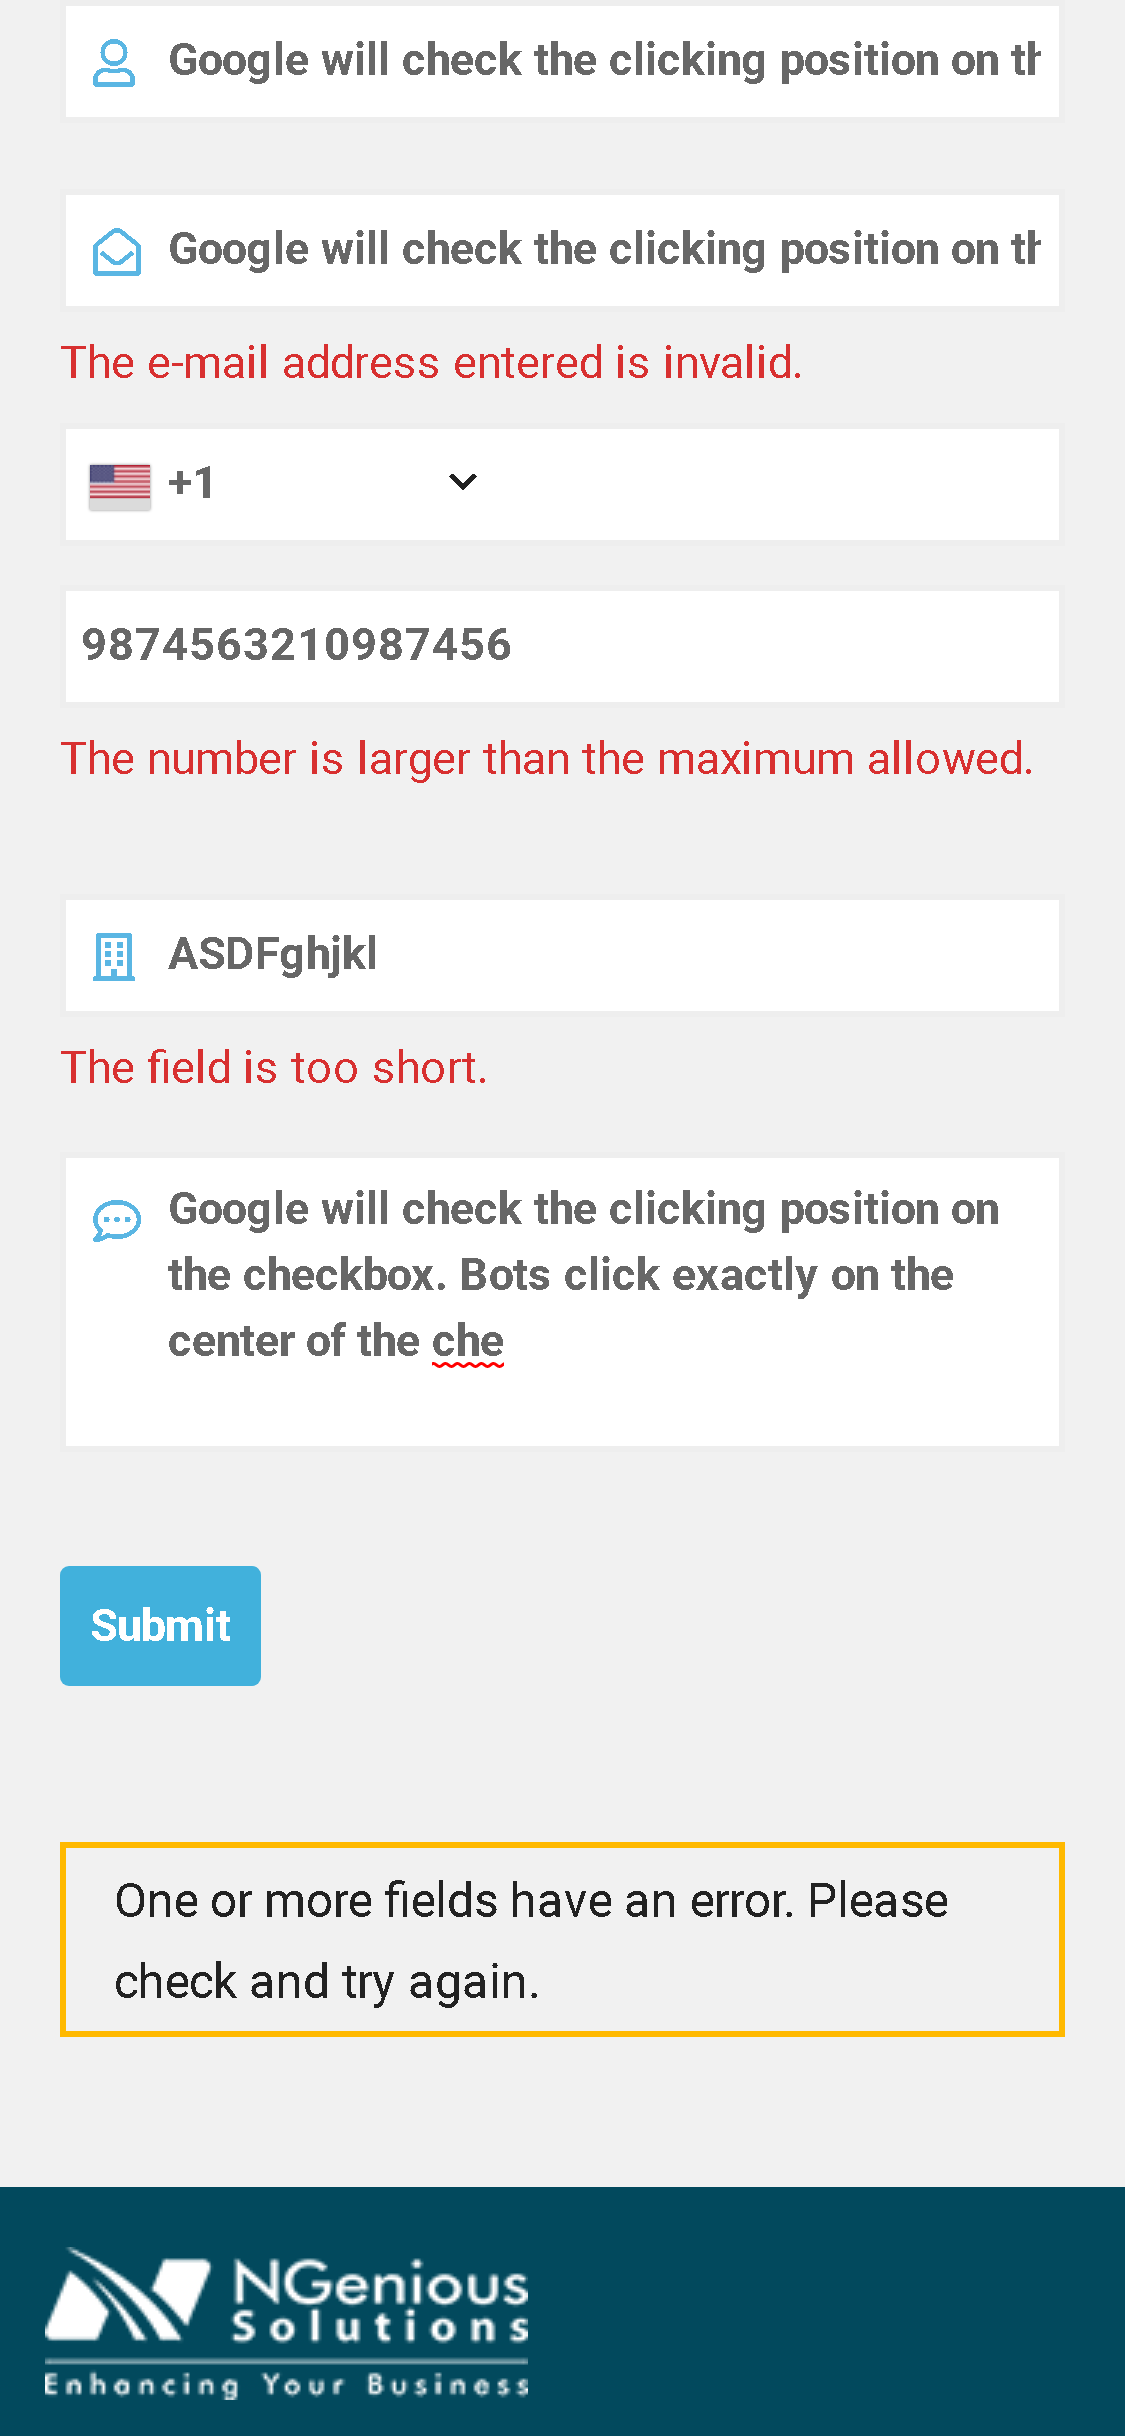 Google will check the clicking position on
Google will check the clicking position on
The e-mail address entered is invalid.
+1
9874563210987456
The number is larger than the maximum allowed.
ASDFghjkl
The field is too short.
Google will check the clicking position on
the checkbox. Bots click exactly on the
center of the che
Submit
One or more fields have an error. Please
check and try again.
NGenious
Solutions
Enhancing Your Business